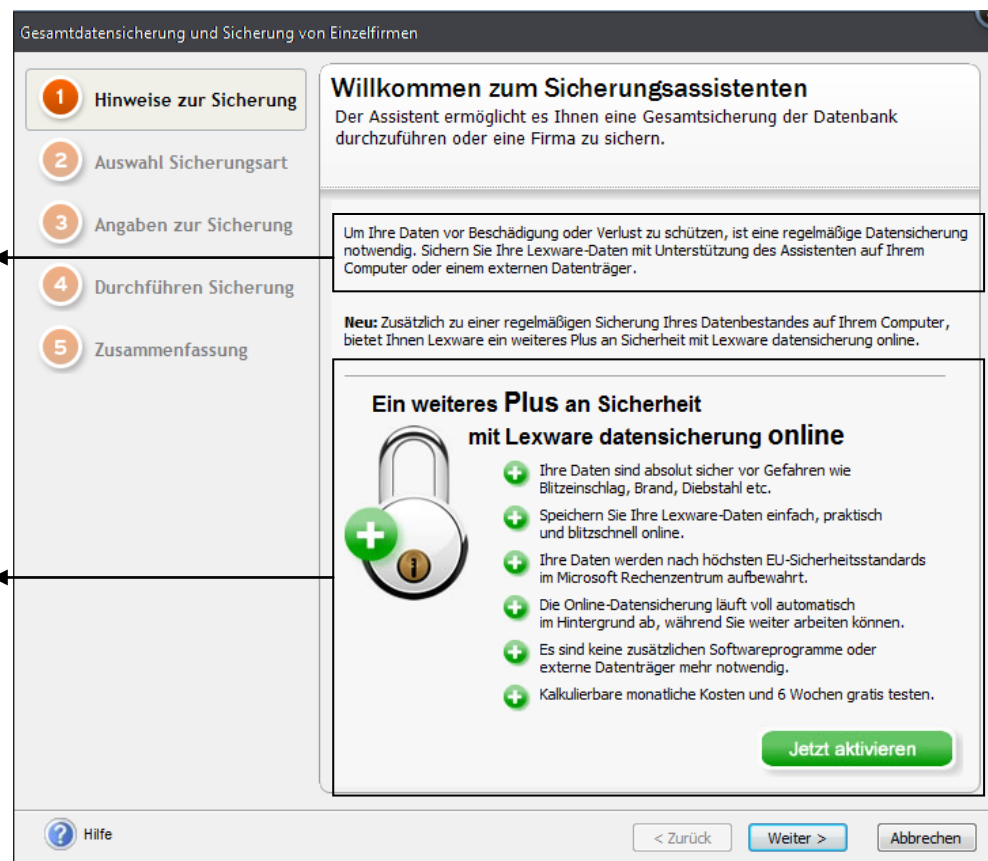 Gesamtdatensicherung und Sicherung von Einzelfirmen
1 Hinweise zur Sicherung
2 Auswahl Sicherungsart
3 Angaben zur Sicherung
4 Durchführen Sicherung
5 Zusammenfassung
Willkommen zum Sicherungsassistenten
Der Assistent ermöglicht es Ihnen eine Gesamtsicherung der Datenbank
durchzuführen oder eine Firma zu sichern.
Um Ihre Daten vor Beschädigung oder Verlust zu schützen, ist eine regelmäßige Datensicherung
notwendig. Sichern Sie Ihre Lexware-Daten mit Unterstützung des Assistenten auf Ihrem
Computer oder einem externen Datenträger.
Neu: Zusätzlich zu einer regelmäßigen Sicherung Ihres Datenbestandes auf Ihrem Computer,
bietet Ihnen Lexware ein weiteres Plus an Sicherheit mit Lexware datensicherung online.
Ein weiteres Plus an Sicherheit
mit Lexware datensicherung online
Ihre Daten sind absolut sicher vor Gefahren wie
Blitzeinschlag, Brand, Diebstahl etc.
Speichern Sie Ihre Lexware-Daten einfach, praktisch
und blitzschnell online.
Ihre Daten werden nach höchsten EU-Sicherheitsstandards
im Microsoft Rechenzentrum aufbewahrt.
Die Online-Datensicherung läuft voll automatisch
im Hintergrund ab, während Sie weiter arbeiten können.
Es sind keine zusätzlichen Softwareprogramme oder
externe Datenträger mehr notwendig.
Kalkulierbare monatliche Kosten und 6 Wochen gratis testen.
Jetzt aktivieren
? Hilfe
< Zurück
Weiter >
Abbrechen